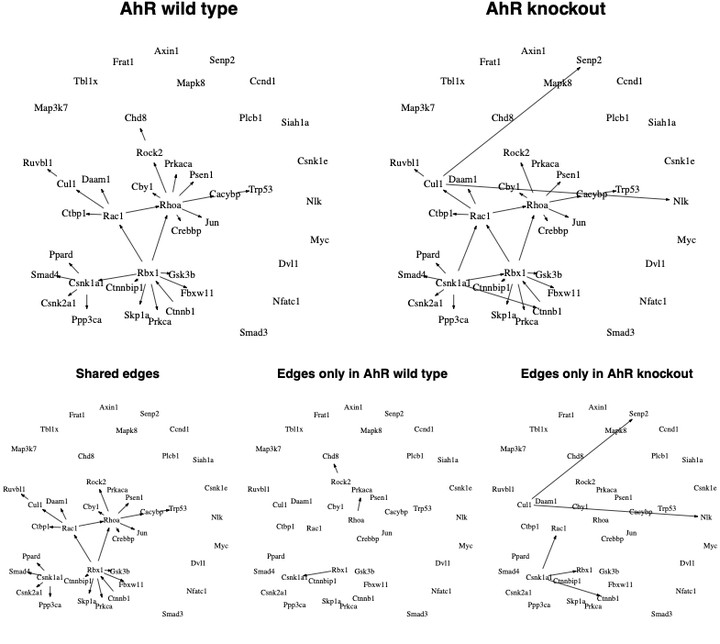 AhR wild type
AhR knockout
Axin1
Frat1
Senp2
Tbl1x
Mapk8
Ccnd1
Map3k7
Chd8
Plcb1
Siah1a
Rock2
Prkaca
Csnk1e
Ruvbl1
Cul1
Daam1
Psen1
Cby1
Cacybp
Trp53
Nlk
Ctbp1
Rac1
Rhoa
Jun
Crebbp
Myc
Ppard
Dvl1
Smad4
Csnk1a1
Rbx1
Gsk3b
Ctnnbip1
Fbxw11
Csnk2a1
Nfatc1
Ppp3ca
Skp1a
Prkca
Ctnnb1
Smad3
Axin1
Frat1
Senp2
Tbl1x
Mapk8
Ccnd1
Map3k7
Chd8
Plcb1
Siah1a
Rock2
Prkaca
Csnk1e
Ruvbl1
Cul1
Daam1
Psen1
Cby1
Cacybp
Trp53
Nlk
Ctbp1
Rac1
Rhoa
Jun
Crebbp
Myc
Ppard
Dvl1
Smad4
Csnk1a1
Rbx1
Gsk3b
Ctnnbip1
Fbxw11
Csnk2a1
Nfatc1
Ppp3ca
Skp1a
Prkca
Ctnnb1
Smad3
Shared edges
Edges only in AhR wild type
Edges only in AhR knockout
Axin1
Frat1
Senp2
Tbl1x
Mapk8
Ccnd1
Map3k7
Chd8
Plcb1
Siah1a
Rock2
Prkaca
Csnk1e
Ruvbl1
Cul1
Daam1
Psen1
Cby1
Cacybp
Trp53
Nlk
Ctbp1
Rac1
Rhoa
Jun
Crebbp
Myc
Ppard
Dvl1
Smad4
Csnk1a1
Rbx1
Gsk3b
Ctnnbip1
Fbxw11
Csnk2a1
Nfatc1
Ppp3ca
Skp1a
Prkca
Ctnnb1
Smad3
Axin1
Frat1
Senp2
Tbl1x
Mapk8
Ccnd1
Map3k7
Chd8
Plcb1
Siah1a
Rock2
Prkaca
Csnk1e
Ruvbl1
Cul1
Daam1
Psen1
Cby1
Cacybp
Trp53
Nlk
Ctbp1
Rac1
Rhoa
Jun
Crebbp
Myc
Ppard
Dvl1
Smad4
Csnk1a1
Rbx1
Gsk3b
Ctnnbip1
Fbxw11
Csnk2a1
Nfatc1
Ppp3ca
Skp1a
Prkca
Ctnnb1
Smad3
Axin1
Frat1
Senp2
Tbl1x
Mapk8
Ccnd1
Map3k7
Chd8
Plcb1
Siah1a
Rock2
Prkaca
Csnk1e
Ruvbl1
Cul1
Daam1
Psen1
Cby1
Cacybp
Trp53
Nlk
Ctbp1
Rac1
Rhoa
Jun
Crebbp
Myc
Ppard
Dvl1
Smad4
Csnk1a1
Rbx1
Gsk3b
Ctnnbip1
Fbxw11
Csnk2a1
Nfatc1
Ppp3ca
Skp1a
Prkca
Ctnnb1
Smad3